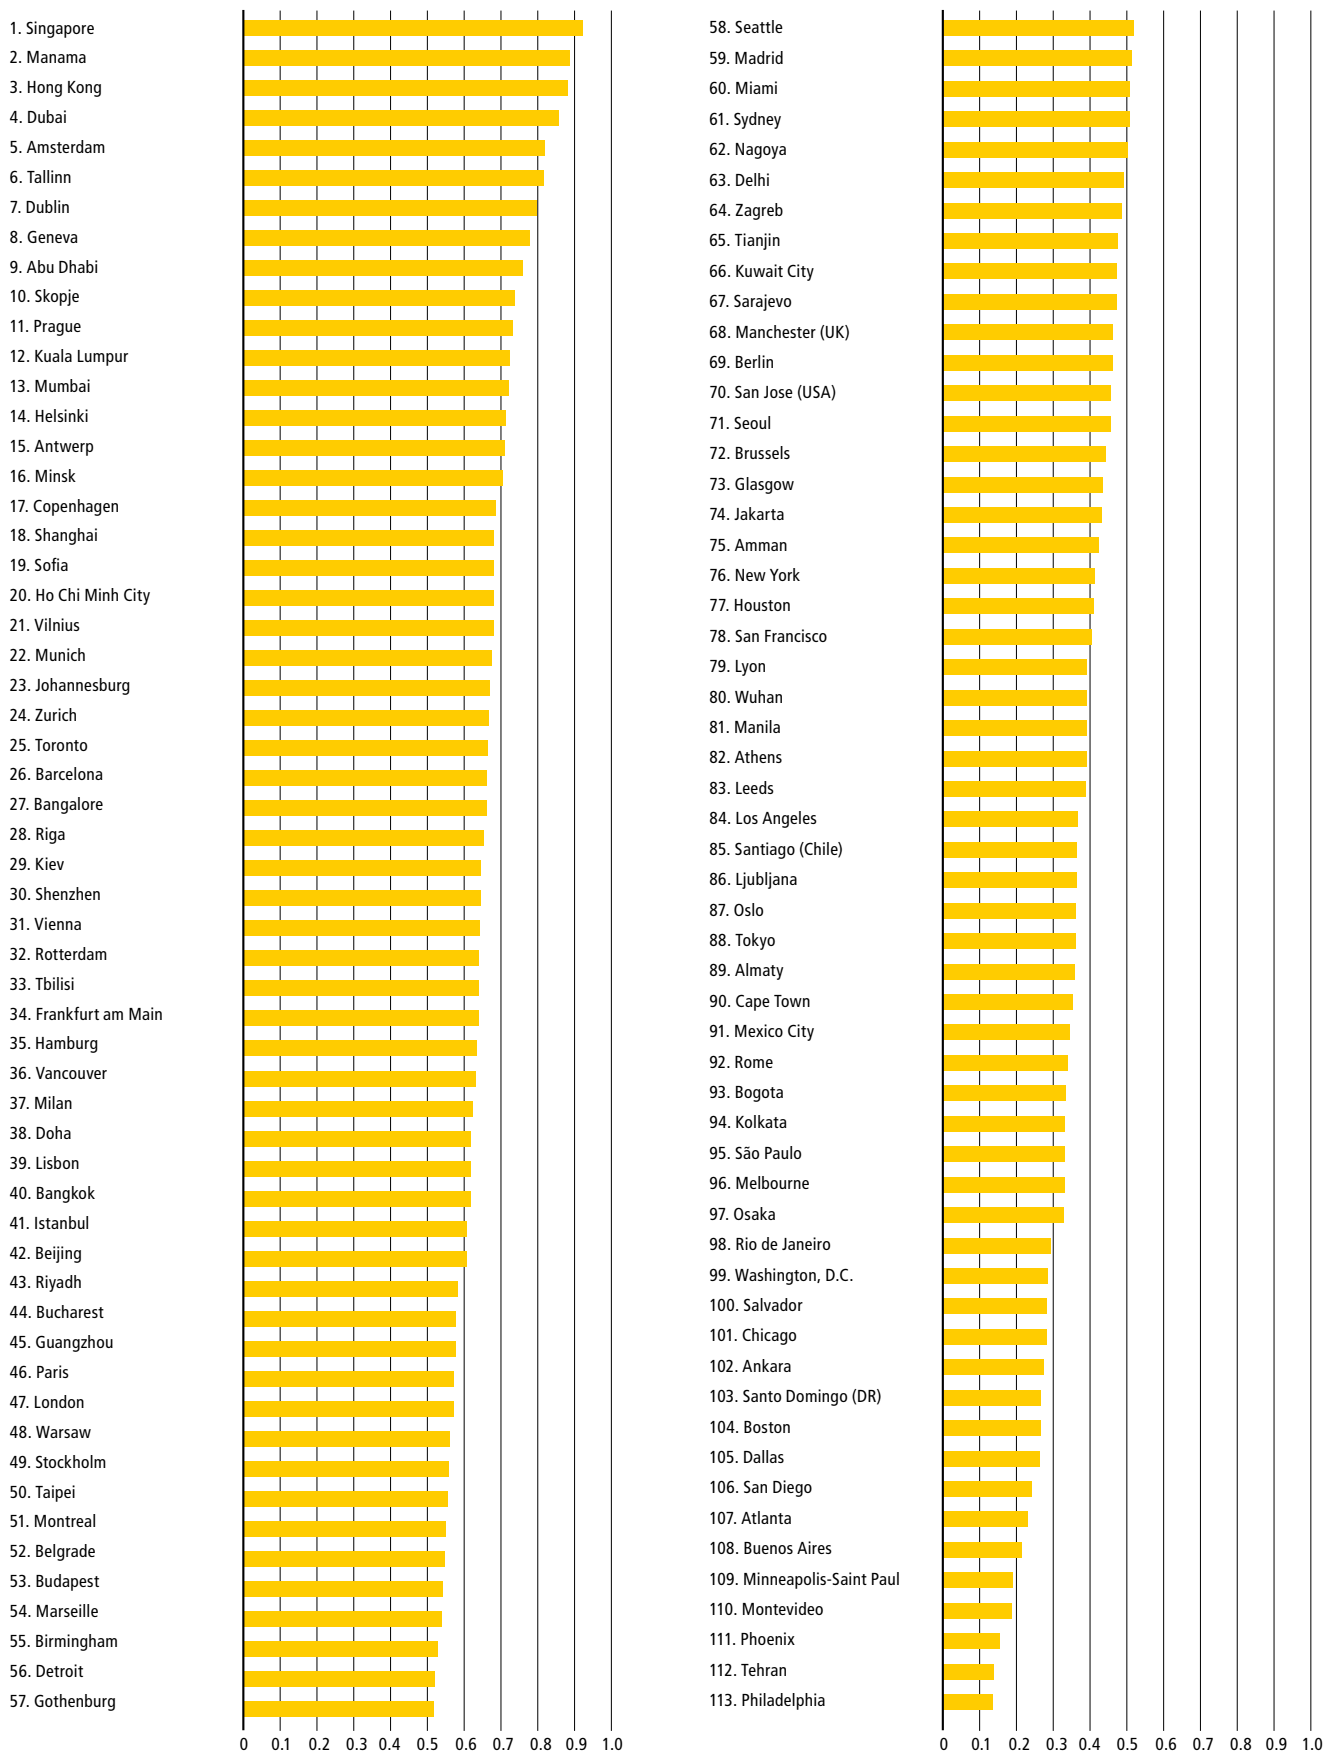 1. Singapore
2. Manama
3. Hong Kong
4. Dubai
5. Amsterdam
6. Tallinn
7. Dublin
8. Geneva
9. Abu Dhabi
10. Skopje
11. Prague
12. Kuala Lumpur
13. Mumbai
14. Helsinki
15. Antwerp
16. Minsk
17. Copenhagen
18. Shanghai
19. Sofia
20. Ho Chi Minh City
21. Vilnius
22. Munich
23. Johannesburg
24. Zurich
25. Toronto
26. Barcelona
27. Bangalore
28. Riga
29. Kiev
30. Shenzhen
31. Vienna
32. Rotterdam
33. Tbilisi
34. Frankfurt am Main
35. Hamburg
36. Vancouver
37. Milan
38. Doha
39. Lisbon
40. Bangkok
41. Istanbul
42. Beijing
43. Riyadh
44. Bucharest
45. Guangzhou
46. Paris
47. London
48. Warsaw
49. Stockholm
50. Taipei
51. Montreal
52. Belgrade
53. Budapest
54. Marseille
55. Birmingham
56. Detroit
57. Gothenburg
0 0.1 0.2 0.3 0.4 0.5 0.6 0.7 0.8 0.9 1.0
58. Seattle
59. Madrid
60. Miami
61. Sydney
62. Nagoya
63. Delhi
64. Zagreb
65. Tianjin
66. Kuwait City
67. Sarajevo
68. Manchester (UK)
69. Berlin
70. San Jose (USA)
71. Seoul
72. Brussels
73. Glasgow
74. Jakarta
75. Amman
76. New York
77. Houston
78. San Francisco
79. Lyon
80. Wuhan
81. Manila
82. Athens
83. Leeds
84. Los Angeles
85. Santiago (Chile)
86. Ljubljana
87. Oslo
88. Tokyo
89. Almaty
90. Cape Town
91. Mexico City
92. Rome
93. Bogota
94. Kolkata
95. São Paulo
96. Melbourne
97. Osaka
98. Rio de Janeiro
99. Washington, D.C.
100. Salvador
101. Chicago
102. Ankara
103. Santo Domingo (DR)
104. Boston
105. Dallas
106. San Diego
107. Atlanta
108. Buenos Aires
109. Minneapolis-Saint Paul
110. Montevideo
111. Phoenix
112. Tehran
113. Philadelphia
0 0.1 0.2 0.3 0.4 0.5 0.6 0.7 0.8 0.9 1.0